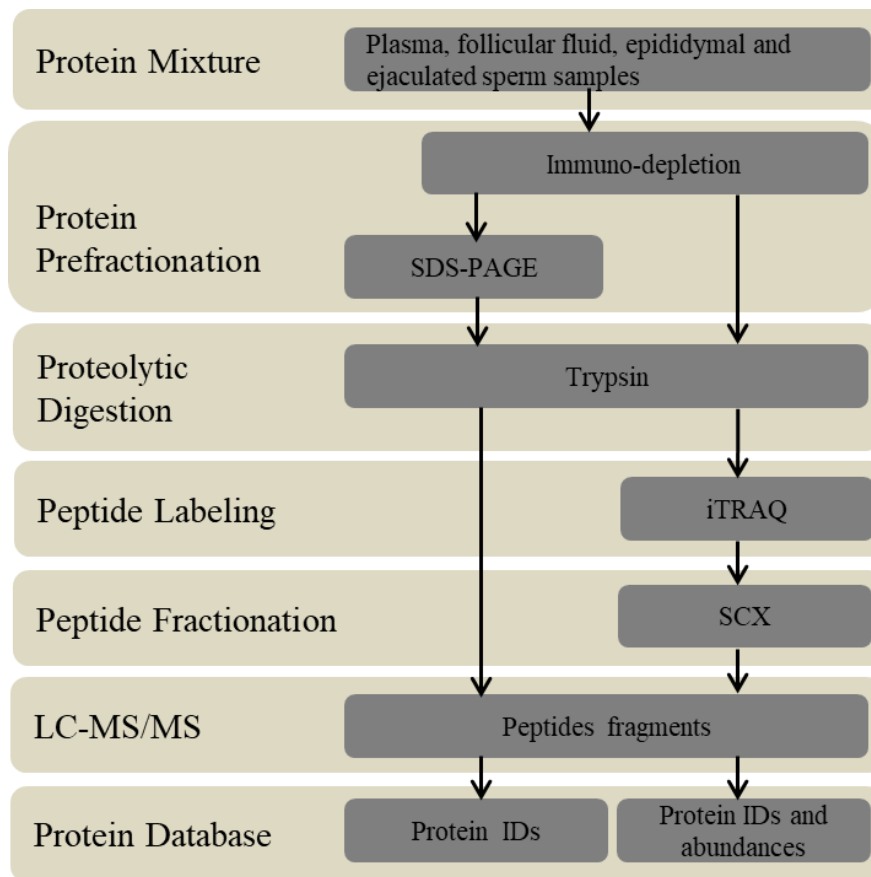 Protein Mixture
Plasma, follicular fluid, epididymal and
ejaculated sperm samples
Immuno-depletion
Protein
Prefractionation
SDS-PAGE
Proteolytic
Digestion
Trypsin
Peptide Labeling
iTRAQ
Peptide Fractionation
SCX
LC-MS/MS
Peptides fragments
Protein Database
Protein IDs
Protein IDs and
abundances